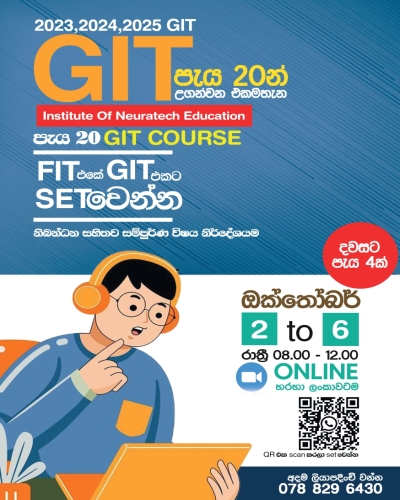 2023,2024,2025 GIT
GIT
පැය 20න්
උගන්වන එකමතැන
Institute Of Neuratech Education
පැය 20 GIT COURSE
FIT එකේ GIT එකට
SET වෙන්න
නිබන්ධන සහිතව සම්පූර්ණ විෂය නිර්දේශයම
දවසට
පැය 4ක්
ඔක්තෝබර්
2 to 6
රාත්‍රී 08.00 - 12.00
ONLINE
හරහා ලංකාවටම
QR එක scan කරලා set වෙන්න
අදම ලියාපදිංචි වන්න
078 829 6430